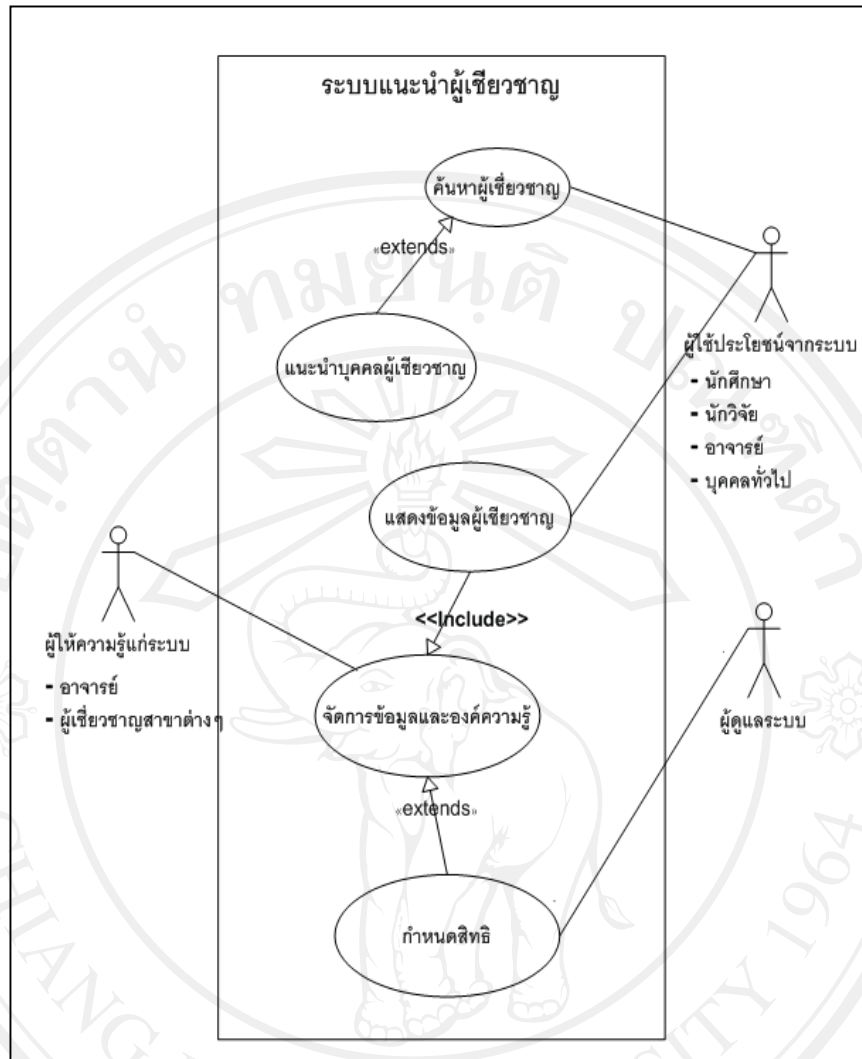 ระบบแนะนำผู้เชียวชาญ
ค้นหาผู้เชี่ยวชาญ
«extends»
แนะนำบุคคลผู้เชียวชาญ
ผู้ใช้ประโยชน์จากระบบ
- นักศึกษา
- นักวิจัย
- อาจารย์
- บุคคลทั่วไป
แสดงข้อมูลผู้เชียวชาญ
<<Include>>
ผู้ให้ความรู้แก่ระบบ
- อาจารย์
- ผู้เชี่ยวชาญสาขาต่างๆ
จัดการข้อมูลและองค์ความรู้
ผู้ดูแลระบบ
«extends»
กำหนดสิทธิ
1964